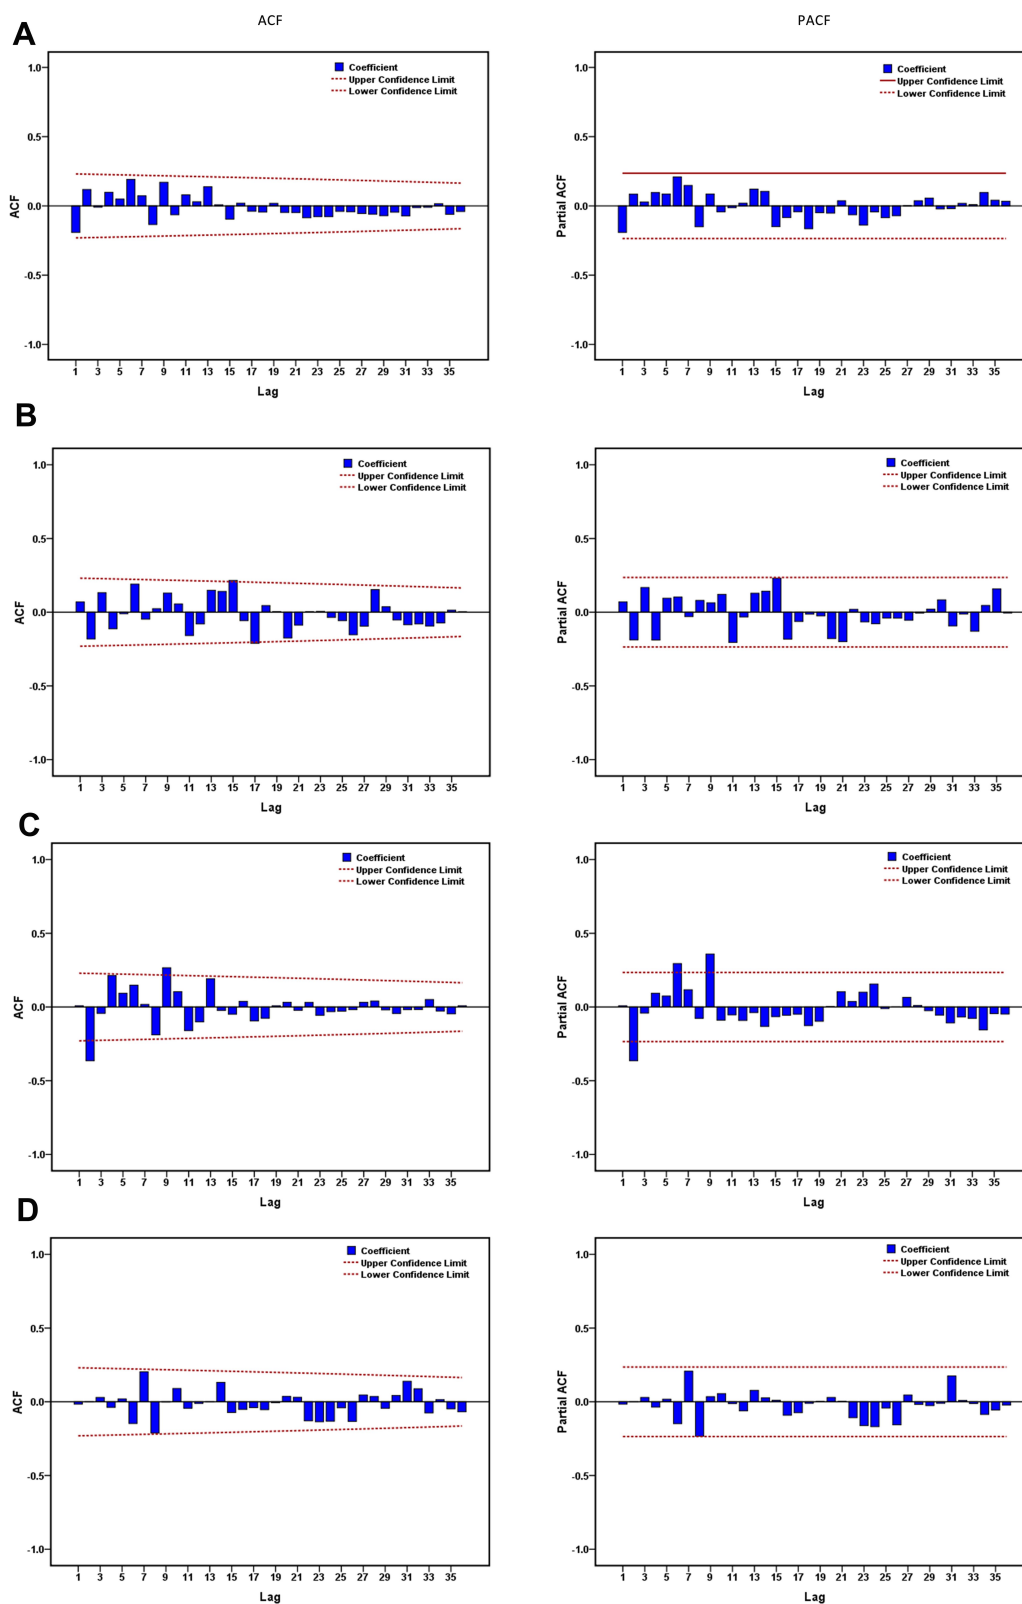 ACF PACF
A
Coefficient
Upper Confidence Limit
Lower Confidence Limit
1.0
0.5
0.0
-0.5
-1.0
ACF
1 3 5 7 9 11 13 15 17 19 21 23 25 27 29 31 33 35
Lag
Coefficient
Upper Confidence Limit
Lower Confidence Limit
1.0
0.5
0.0
-0.5
-1.0
Partial ACF
1 3 5 7 9 11 13 15 17 19 21 23 25 27 29 31 33 35
Lag
B
Coefficient
Upper Confidence Limit
Lower Confidence Limit
1.0
0.5
0.0
-0.5
-1.0
ACF
1 3 5 7 9 11 13 15 17 19 21 23 25 27 29 31 33 35
Lag
Coefficient
Upper Confidence Limit
Lower Confidence Limit
1.0
0.5
0.0
-0.5
-1.0
Partial ACF
1 3 5 7 9 11 13 15 17 19 21 23 25 27 29 31 33 35
Lag
C
Coefficient
Upper Confidence Limit
Lower Confidence Limit
1.0
0.5
0.0
-0.5
-1.0
ACF
1 3 5 7 9 11 13 15 17 19 21 23 25 27 29 31 33 35
Lag
Coefficient
Upper Confidence Limit
Lower Confidence Limit
1.0
0.5
0.0
-0.5
-1.0
Partial ACF
1 3 5 7 9 11 13 15 17 19 21 23 25 27 29 31 33 35
Lag
D
Coefficient
Upper Confidence Limit
Lower Confidence Limit
1.0
0.5
0.0
-0.5
-1.0
ACF
1 3 5 7 9 11 13 15 17 19 21 23 25 27 29 31 33 35
Lag
Coefficient
Upper Confidence Limit
Lower Confidence Limit
1.0
0.5
0.0
-0.5
-1.0
Partial ACF
1 3 5 7 9 11 13 15 17 19 21 23 25 27 29 31 33 35
Lag